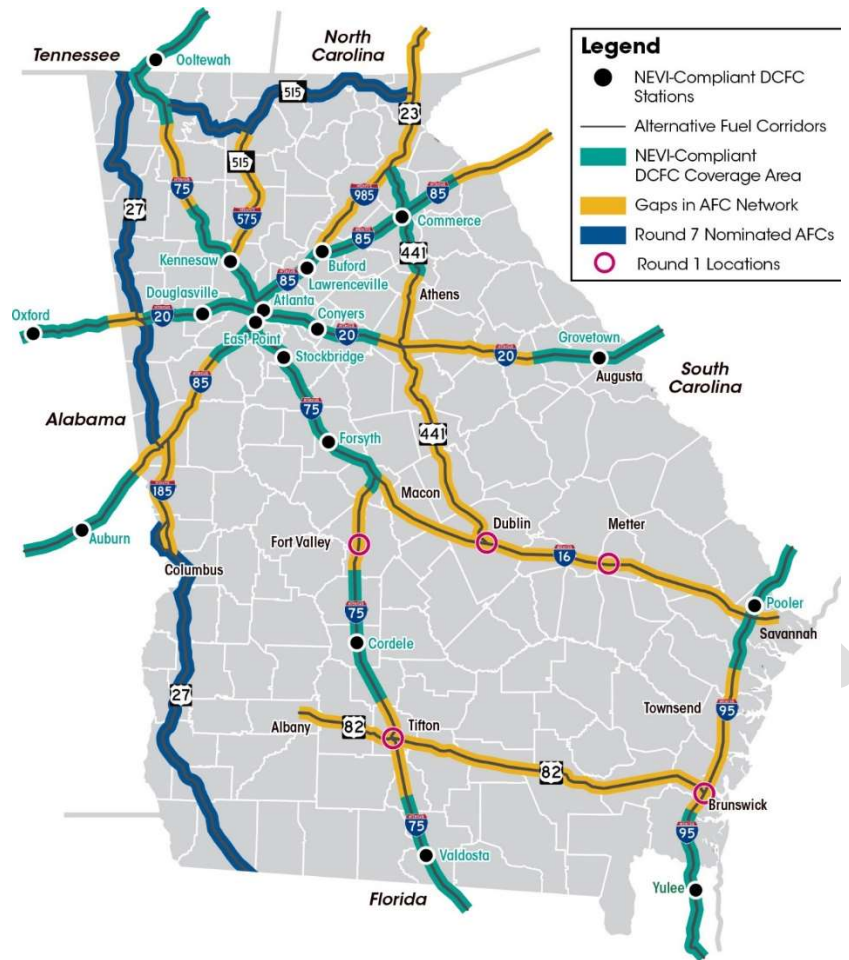 Tennessee
Ooltewah
North
Carolina
515
23
515
75
985
85
27
575
Commerce
Kennesaw
85
85
Buford
441
Lawrenceville
Douglasville
Atlanta
Athens
Oxford
20
Conyers
East Point
20
Grovetown
Stockbridge
20
Augusta
South
Carolina
85
Alabama
75
441
Forsyth
185
Macon
Auburn
Fort Valley
Dublin
Metter
Columbus
16
75
Pooler
Cordele
Savannah
27
Townsend
95
Albany
82
Tifton
82
Brunswick
75
95
Valdosta
Yulee
Florida
Legend
NEVI-Compliant DCFC
Stations
Alternative Fuel Corridors
NEVI-Compliant
DCFC Coverage Area
Gaps in AFC Network
Round 7 Nominated AFCs
Round 1 Locations